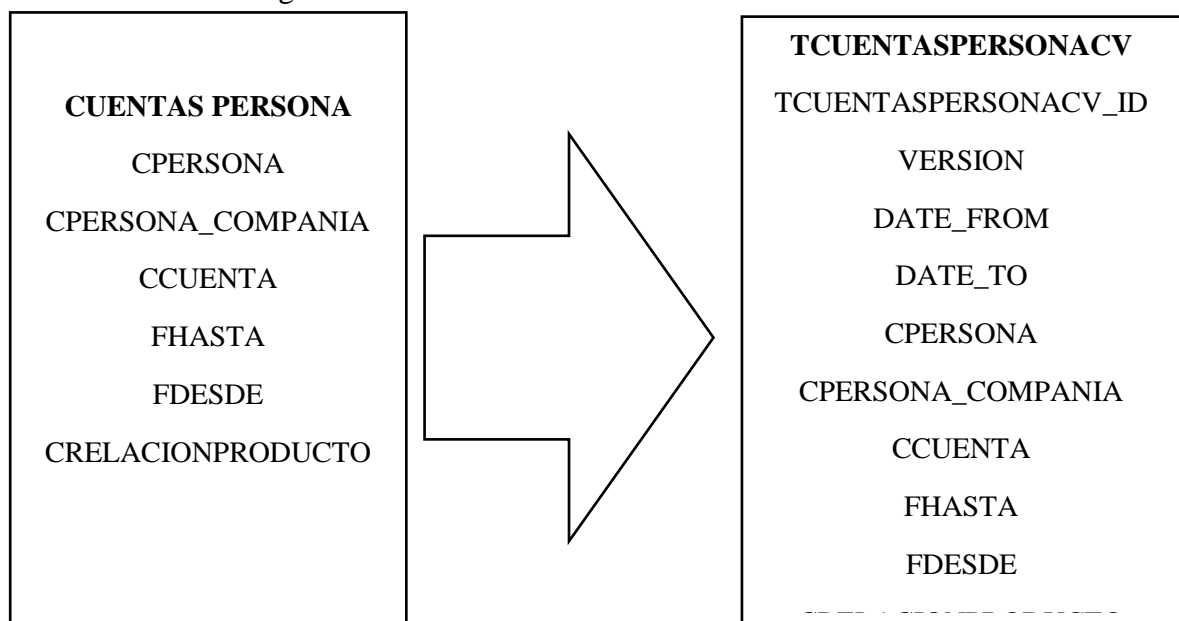 CUENTAS PERSONA
CPERSONA
CPERSONA_COMPANIA
CCUENTA
FHASTA
FDESDE
CRELACIONPRODUCTO
TCUENTASPERSONACV
TCUENTASPERSONACV_ID
VERSION
DATE_FROM
DATE_TO
CPERSONA
CPERSONA_COMPANIA
CCUENTA
FHASTA
FDESDE